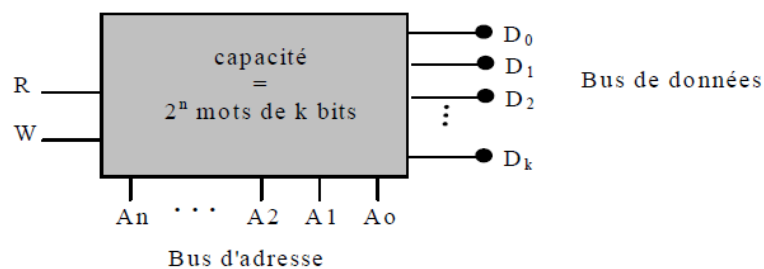 capacité
=
2ⁿ mots de k bits
R
W
D₀
D₁
D₂
⋮
Dₖ
Bus de données
An . . . A2 A1 Ao
Bus d'adresse